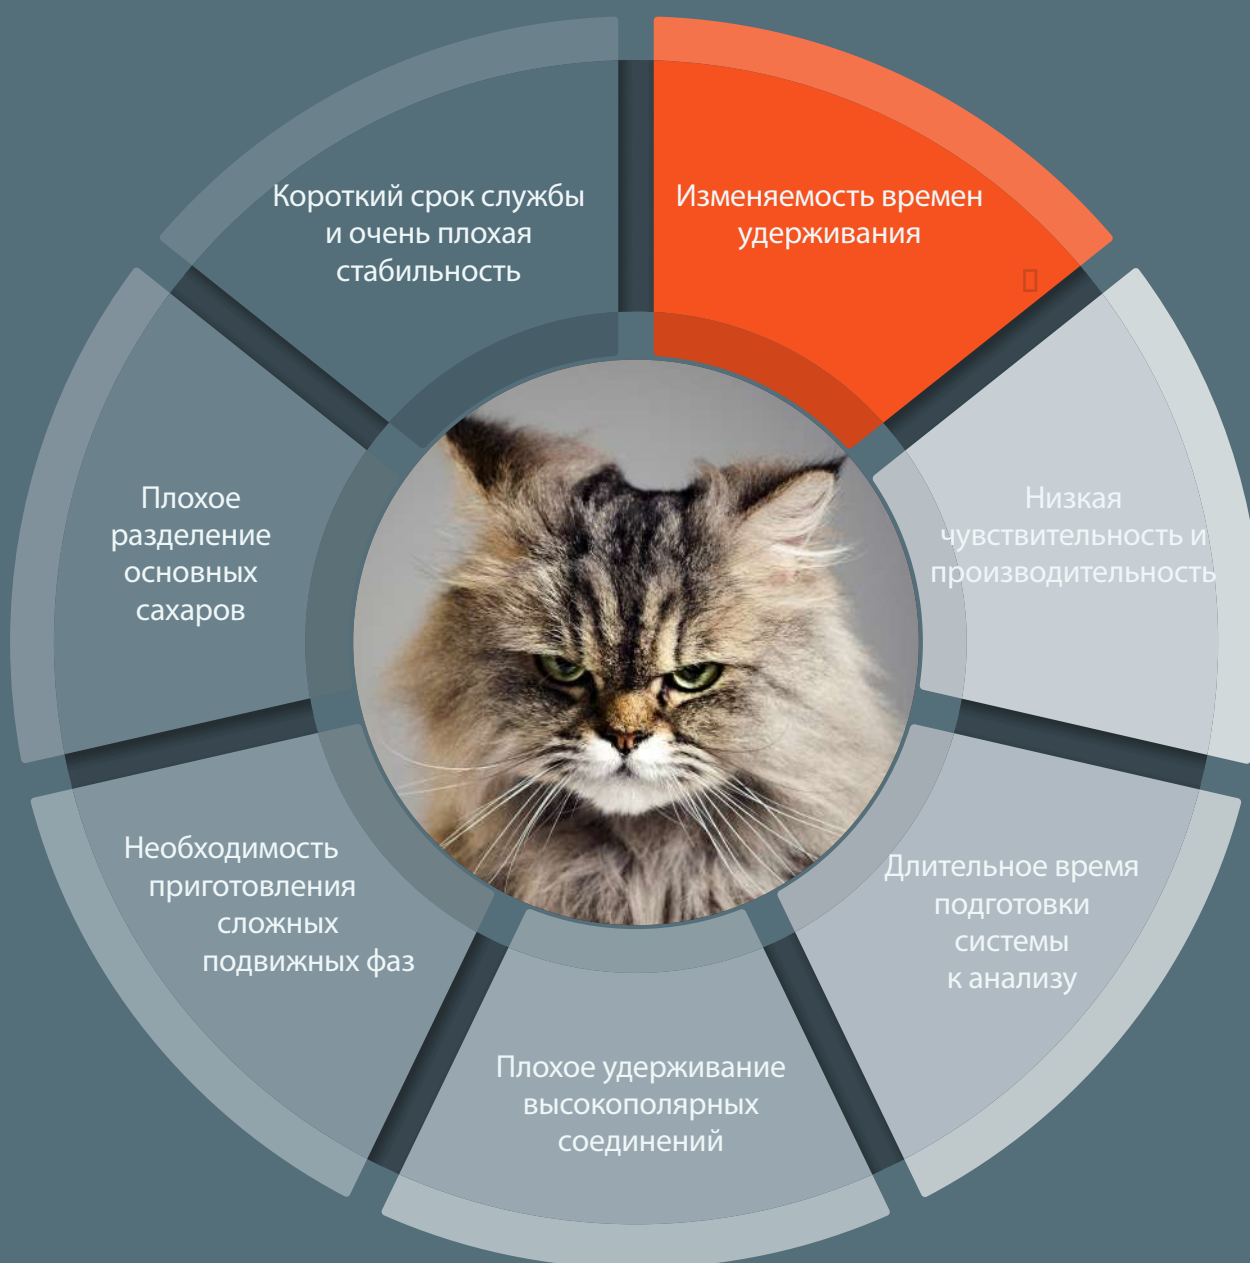 Короткий срок службы
и очень плохая
стабильность
Изменяемость времен
удерживания
Низкая
чувствительность и
производительность
Длительное время
подготовки
системы
к анализу
Плохое удерживание
высокополярных
соединений
Необходимость
приготовления
сложных
подвижных фаз
Плохое
разделение
основных
сахаров